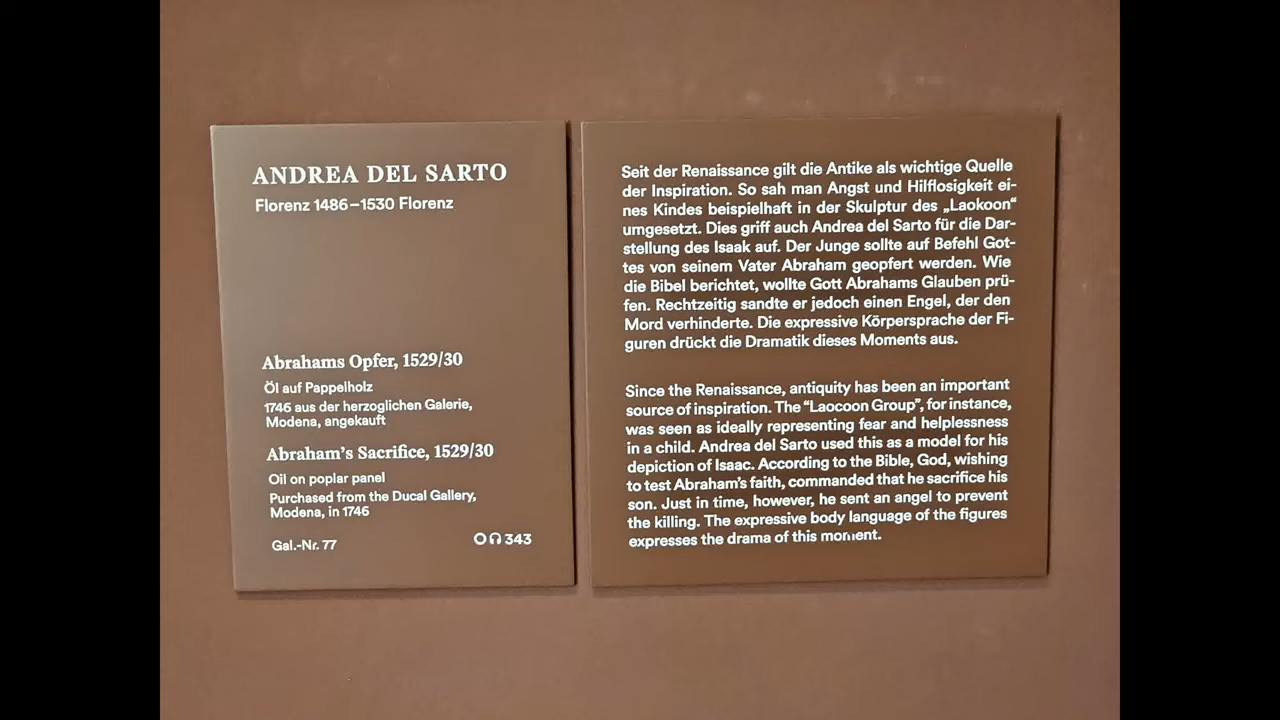 ANDREA DEL SARTO
Florenz 1486–1530 Florenz
Abrahams Opfer, 1529/30
Öl auf Pappelholz
1746 aus der herzoglichen Galerie,
Modena, angekauft
Abraham’s Sacrifice, 1529/30
Oil on poplar panel
Purchased from the Ducal Gallery,
Modena, in 1746
Gal.-Nr. 77
343
Seit der Renaissance gilt die Antike als wichtige Quelle
der Inspiration. So sah man Angst und Hilflosigkeit ei-
nes Kindes beispielhaft in der Skulptur des „Laokoon“
umgesetzt. Dies griff auch Andrea del Sarto für die Dar-
stellung des Isaak auf. Der Junge sollte auf Befehl Got-
tes von seinem Vater Abraham geopfert werden. Wie
die Bibel berichtet, wollte Gott Abrahams Glauben prü-
fen. Rechtzeitig sandte er jedoch einen Engel, der den
Mord verhinderte. Die expressive Körpersprache der Fi-
guren drückt die Dramatik dieses Moments aus.
Since the Renaissance, antiquity has been an important
source of inspiration. The “Laocoon Group”, for instance,
was seen as ideally representing fear and helplessness
in a child. Andrea del Sarto used this as a model for his
depiction of Isaac. According to the Bible, God, wishing
to test Abraham’s faith, commanded that he sacrifice his
son. Just in time, however, he sent an angel to prevent
the killing. The expressive body language of the figures
expresses the drama of this moment.